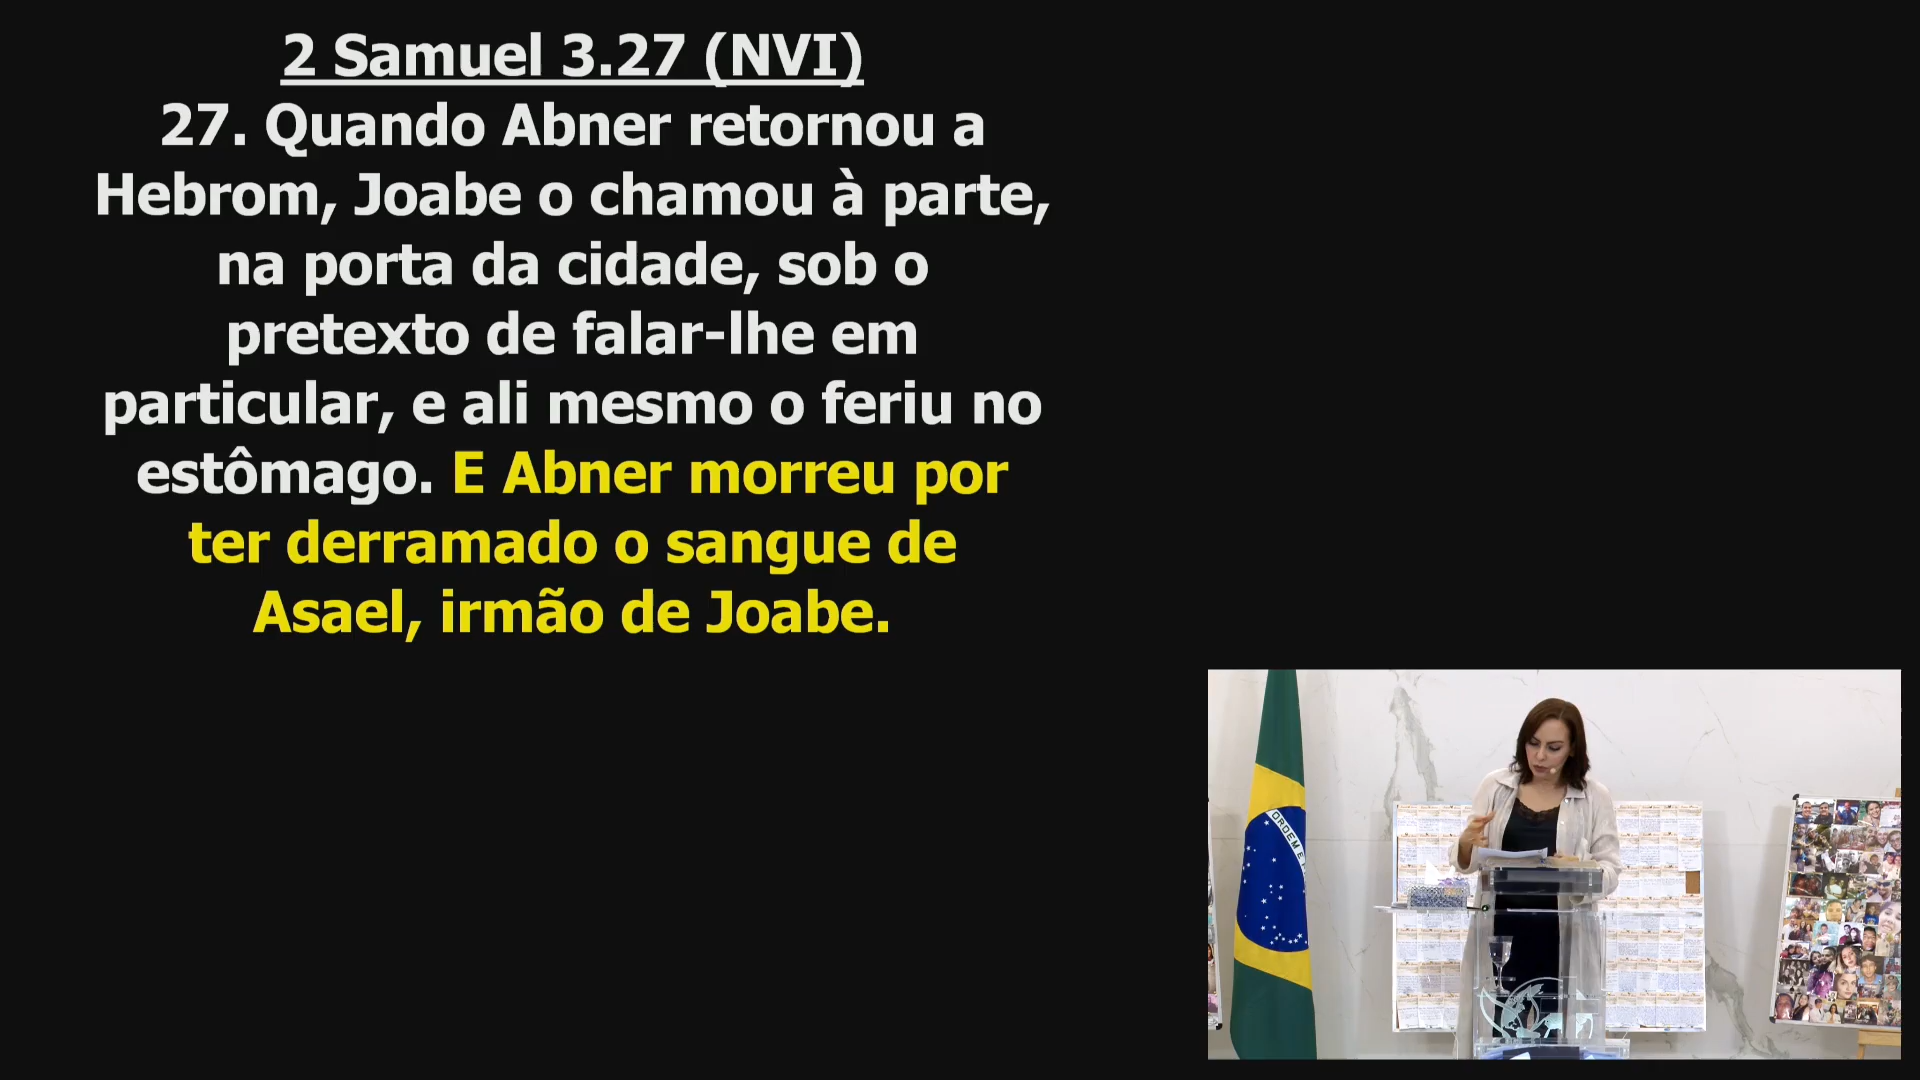 2 Samuel 3.27 (NVI)
27. Quando Abner retornou a
Hebrom, Joabe o chamou à parte,
na porta da cidade, sob o
pretexto de falar-lhe em
particular, e ali mesmo o feriu no
estômago. E Abner morreu por
ter derramado o sangue de
Asael, irmão de Joabe.
ORDEM E